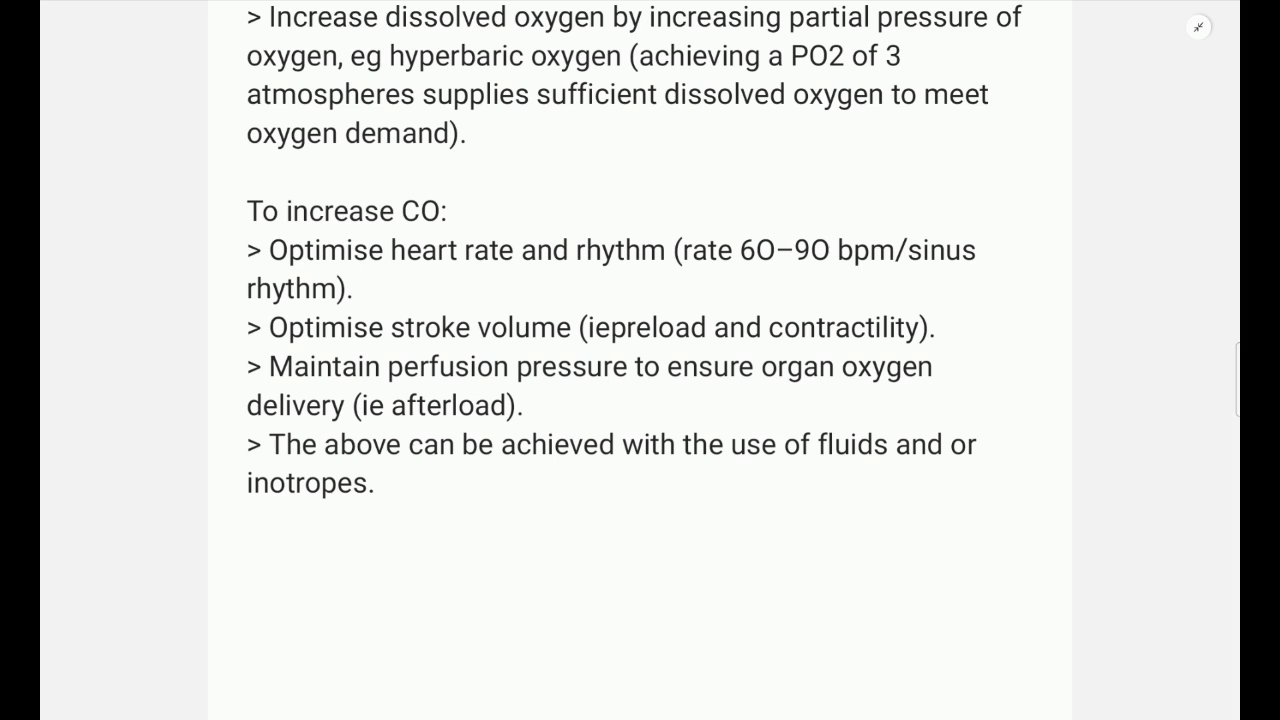 > Increase dissolved oxygen by increasing partial pressure of
oxygen, eg hyperbaric oxygen (achieving a PO2 of 3
atmospheres supplies sufficient dissolved oxygen to meet
oxygen demand).
To increase CO:
> Optimise heart rate and rhythm (rate 6O–9O bpm/sinus
rhythm).
> Optimise stroke volume (iepreload and contractility).
> Maintain perfusion pressure to ensure organ oxygen
delivery (ie afterload).
> The above can be achieved with the use of fluids and or
inotropes.